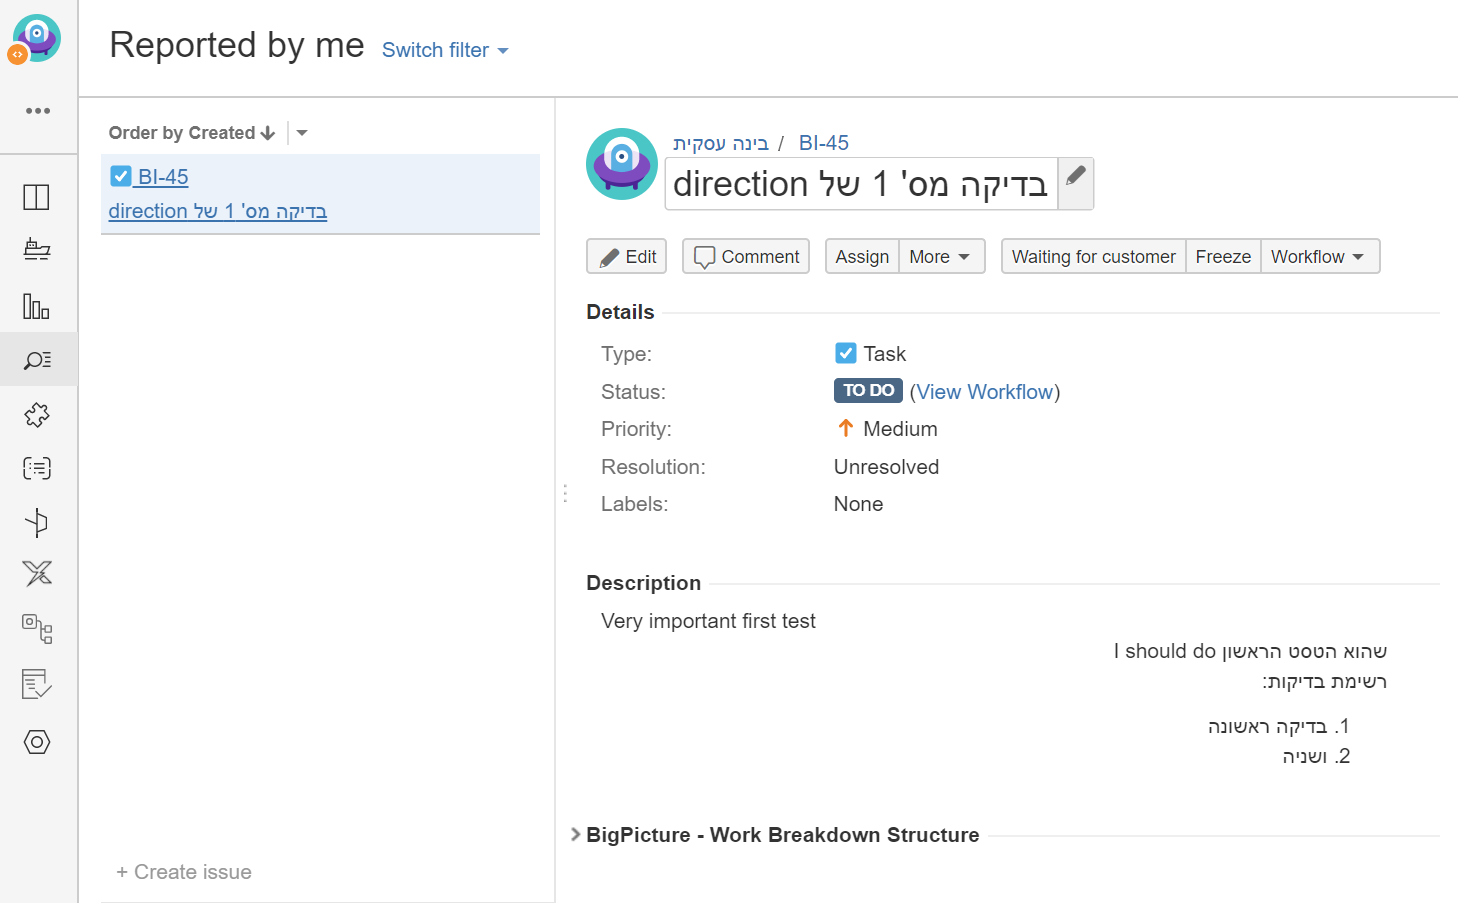 Reported by me Switch filter
Order by Created
BI-45
בדיקה מס' 1 של direction
בינה עסקית / BI-45
בדיקה מס' 1 של direction
Edit Comment Assign More Waiting for customer Freeze Workflow
Details
Type: Task
Status: TO DO (View Workflow)
Priority: Medium
Resolution: Unresolved
Labels: None
Description
Very important first test
שהוא הטסט הראשון I should do
רשימת בדיקות:
1. בדיקה ראשונה
2. ושניה
BigPicture - Work Breakdown Structure
+ Create issue